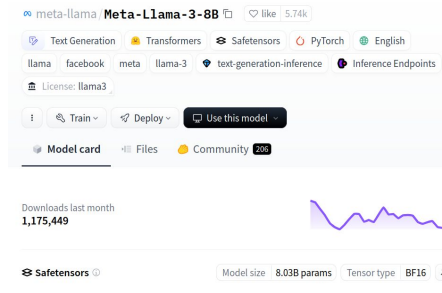 meta-llama/Meta-Llama-3-8B like 5.74k
Text Generation Transformers Safetensors PyTorch English
llama facebook meta llama-3 text-generation-inference Inference Endpoints
License: llama3
Train Deploy Use this model
Model card Files Community 206
Downloads last month
1,175,449
Safetensors Model size 8.03B params Tensor type BF16